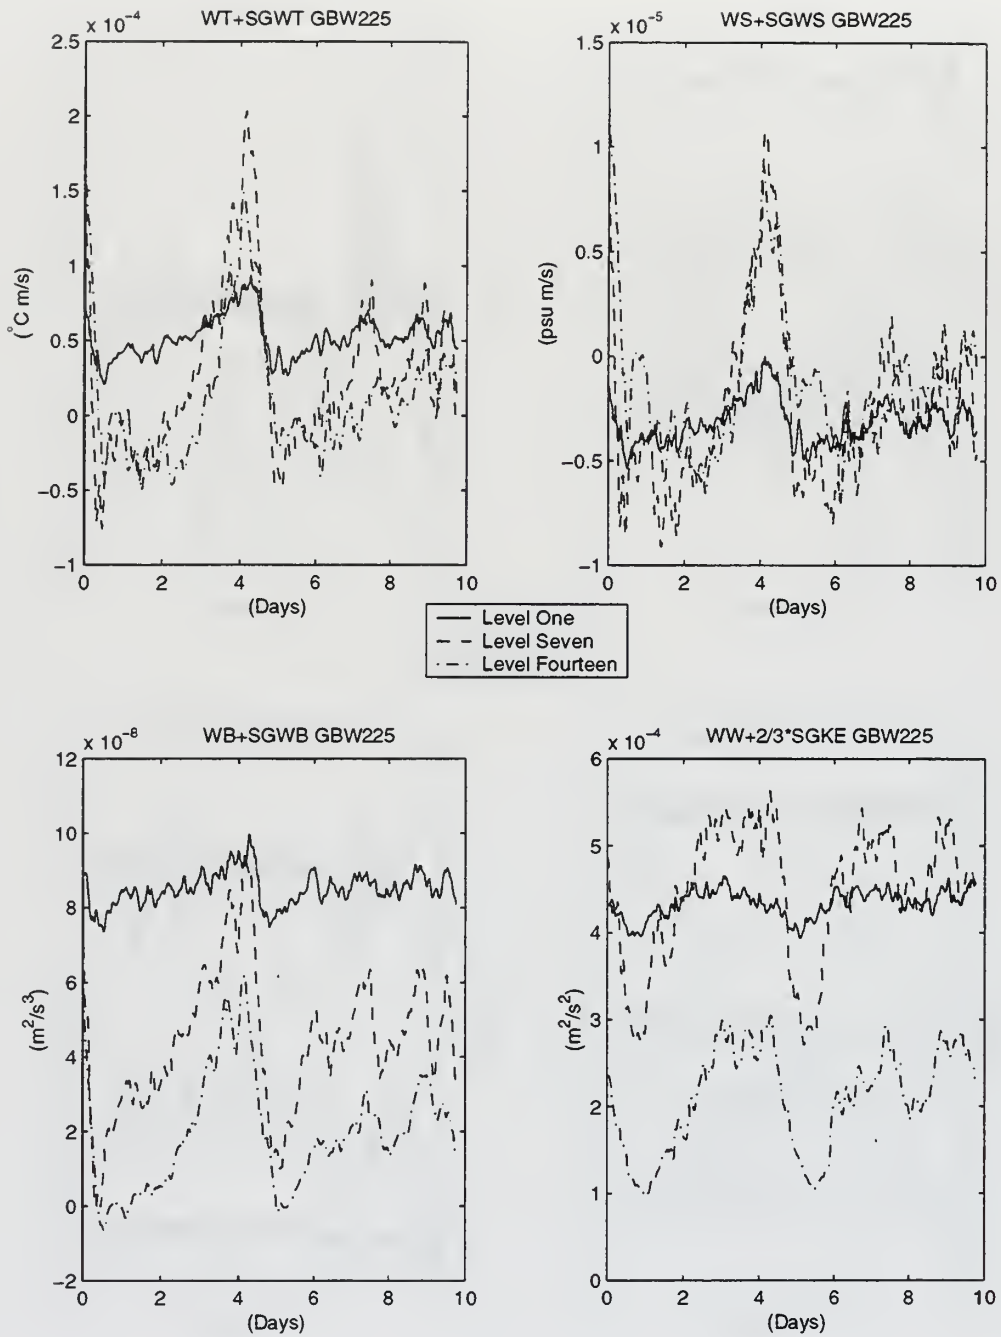 WT+SGWT GBW225
x 10⁻⁴
2.5
2
1.5
1
0.5
0
−0.5
−1
(°C m/s)
0 2 4 6 8 10
(Days)
WS+SGWS GBW225
x 10⁻⁵
1.5
1
0.5
0
−0.5
−1
(psu m/s)
0 2 4 6 8 10
(Days)
Level One
Level Seven
Level Fourteen
WB+SGWB GBW225
x 10⁻⁸
12
10
8
6
4
2
0
−2
(m²/s³)
0 2 4 6 8 10
(Days)
WW+2/3*SGKE GBW225
x 10⁻⁴
6
5
4
3
2
1
0
(m²/s²)
0 2 4 6 8 10
(Days)